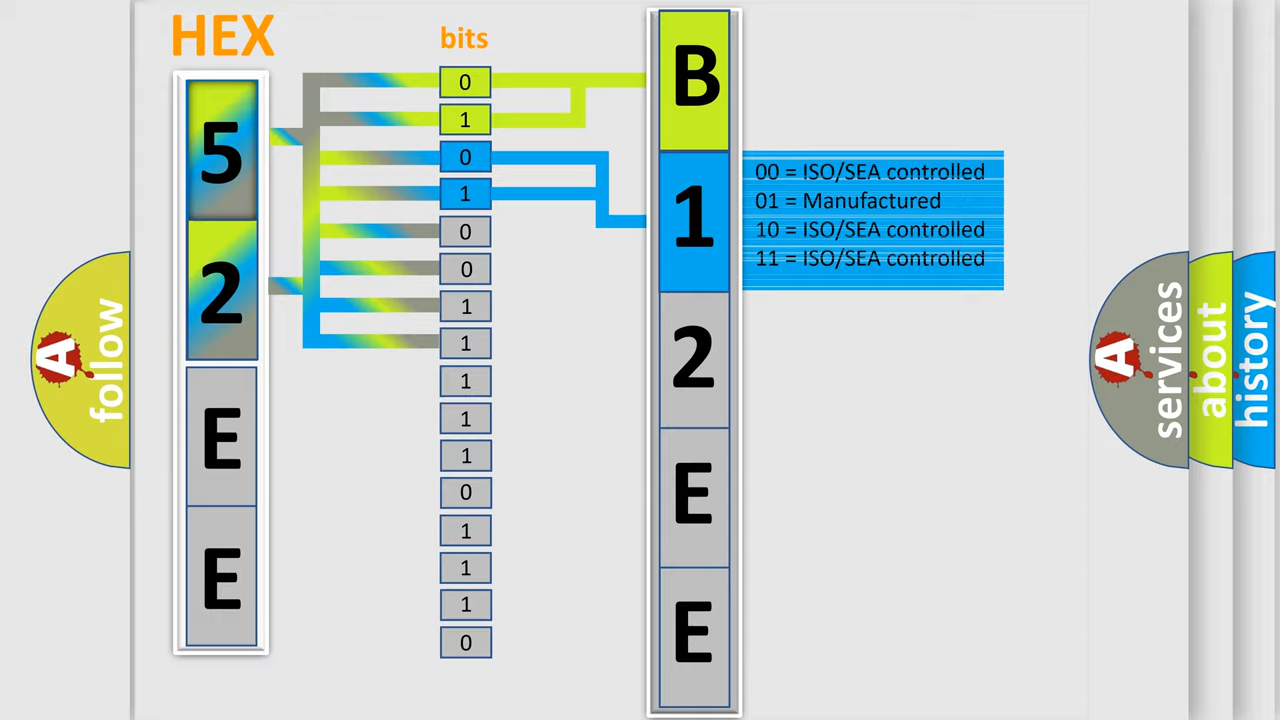 HEX
5
2
E
E
bits
0
1
0
1
0
0
1
1
1
1
1
0
1
1
1
0
B
1
2
E
E
00 = ISO/SEA controlled
01 = Manufactured
10 = ISO/SEA controlled
11 = ISO/SEA controlled
A
follow
A
services
about
history